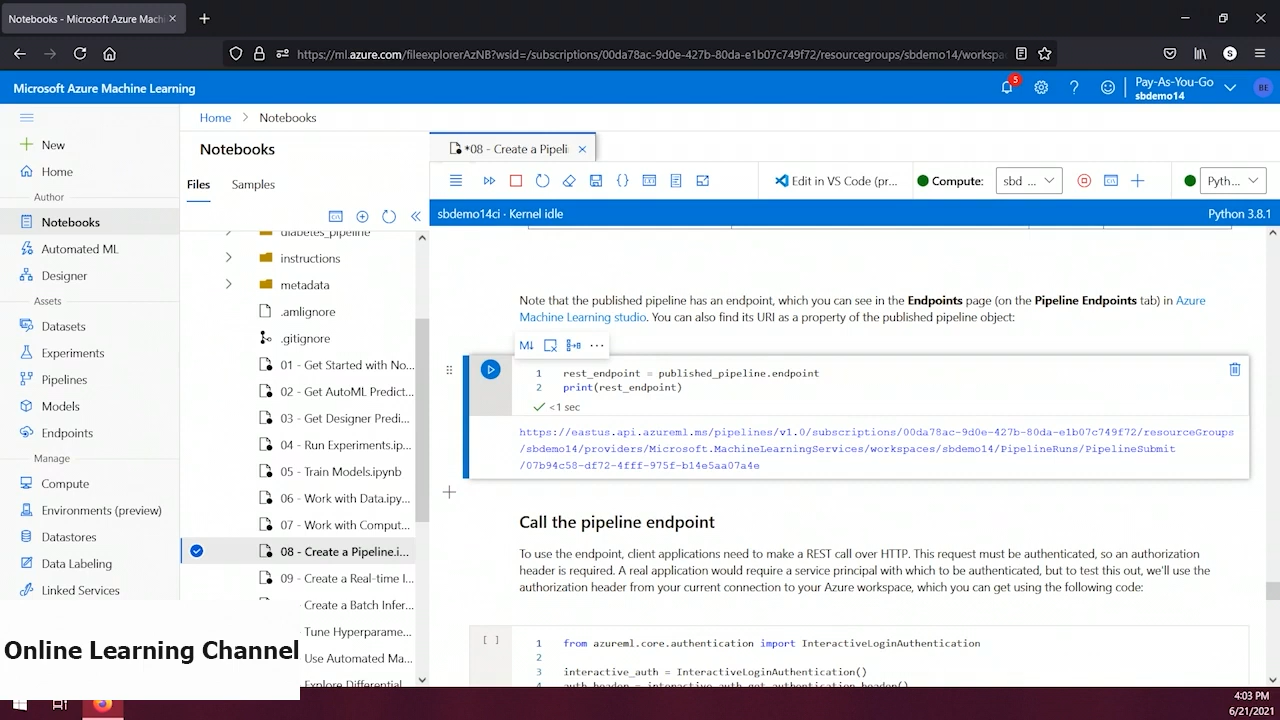 Notebooks - Microsoft Azure Machi
https://ml.azure.com/fileexplorerAzNB?wsid=/subscriptions/00da78ac-9d0e-427b-80da-e1b07c749f72/resourcegroups/sbdemo14/workspa
Microsoft Azure Machine Learning
5
?
Pay-As-You-Go
sbdemo14
BE
S
Home > Notebooks
New
Home
Author
Notebooks
Automated ML
Designer
Assets
Datasets
Experiments
Pipelines
Models
Endpoints
Manage
Compute
Environments (preview)
Datastores
Data Labeling
Linked Services
Online Learning Channel
Notebooks
Files
Samples
diabetes_pipeline
instructions
metadata
.amlignore
.gitignore
01 - Get Started with No...
02 - Get AutoML Predict...
03 - Get Designer Predi...
04 - Run Experiments.ip...
05 - Train Models.ipynb
06 - Work with Data.ipy...
07 - Work with Comput...
08 - Create a Pipeline.i...
09 - Create a Real-time I...
Create a Batch Infer...
Tune Hyperparame...
Use Automated Ma...
Explore Differential
*08 - Create a Pipeli
Edit in VS Code (pr...
Compute:
sbd ...
Pyth...
sbdemo14ci · Kernel idle
Python 3.8.1
Note that the published pipeline has an endpoint, which you can see in the Endpoints page (on the Pipeline Endpoints tab) in Azure
Machine Learning studio. You can also find its URI as a property of the published pipeline object:
M↓
1 rest_endpoint = published_pipeline.endpoint
2 print(rest_endpoint)
<1 sec
https://eastus.api.azureml.ms/pipelines/v1.0/subscriptions/00da78ac-9d0e-427b-80da-e1b07c749f72/resourceGroups
/sbdemo14/providers/Microsoft.MachineLearningServices/workspaces/sbdemo14/PipelineRuns/PipelineSubmit
/07b94c58-df72-4fff-975f-b14e5aa07a4e
Call the pipeline endpoint
To use the endpoint, client applications need to make a REST call over HTTP. This request must be authenticated, so an authorization
header is required. A real application would require a service principal with which to be authenticated, but to test this out, we'll use the
authorization header from your current connection to your Azure workspace, which you can get using the following code:
[ ]
1 from azureml.core.authentication import InteractiveLoginAuthentication
2
3 interactive_auth = InteractiveLoginAuthentication()
4 auth_header = interactive_auth.get_authentication_header()
4:03 PM
6/21/2021